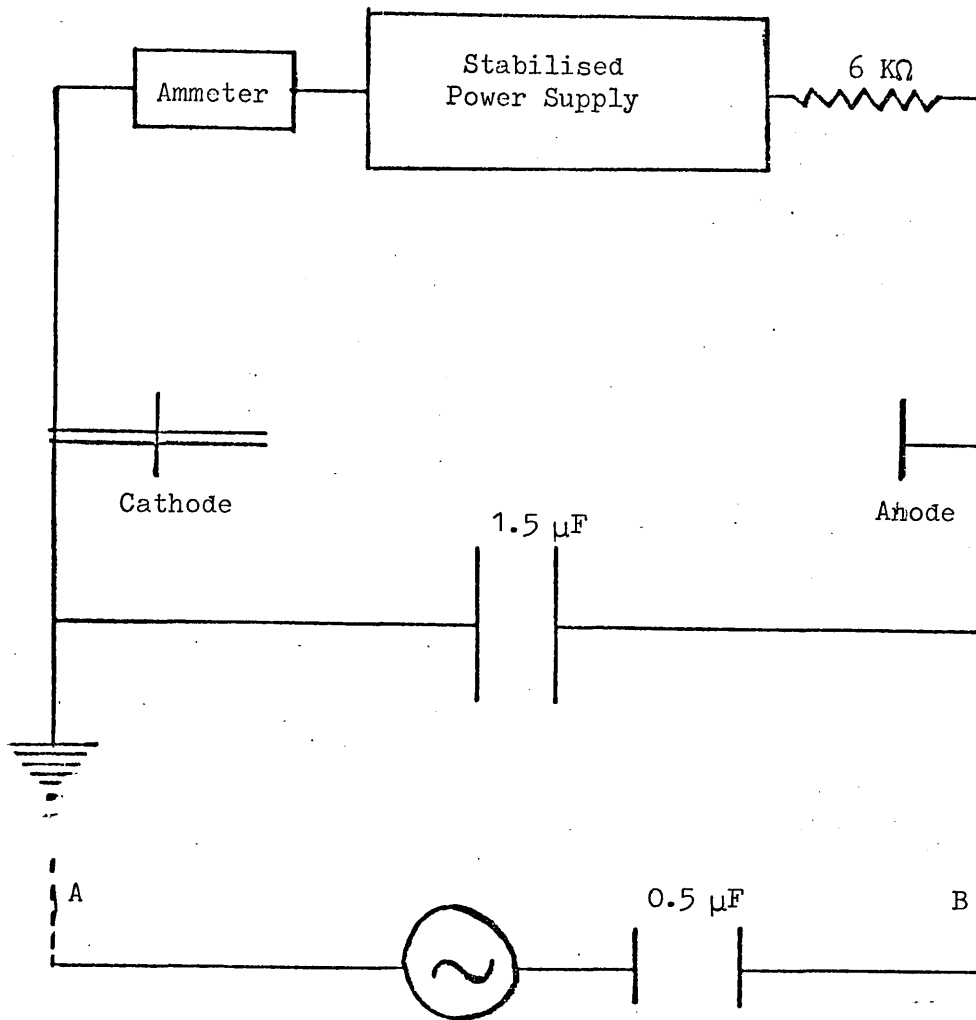 Stabilised
Power Supply
6 KΩ
Ammeter
Cathode
Anode
1.5 µF
A
0.5 µF
B